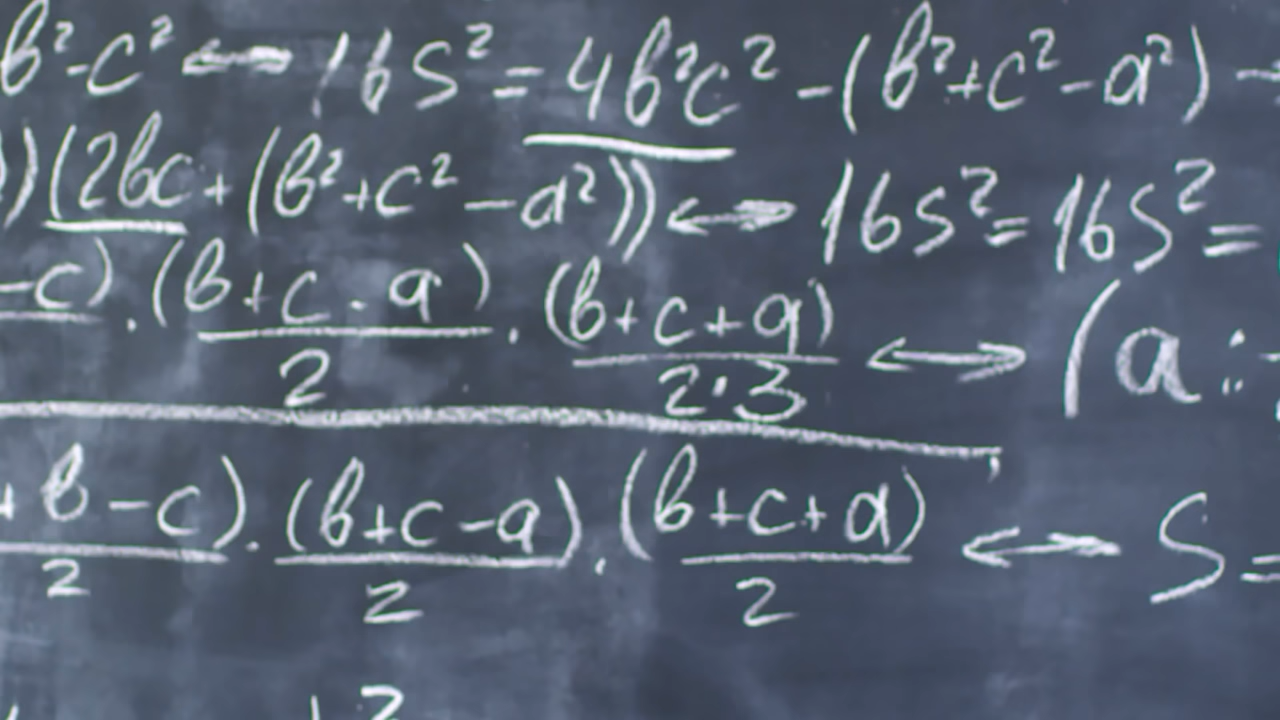 b²-c² ↔ 16S² = 4b²c² - (b²+c²-a²) -
)(2bc+(b²+c²-a²)) ↔ 16S² = 16S² =
-c) · (b+c-a)/2 · (b+c+a)/2·3 ↔ (a:
+b-c)/2 · (b+c-a)/2 · (b+c+a)/2 ↔ S =